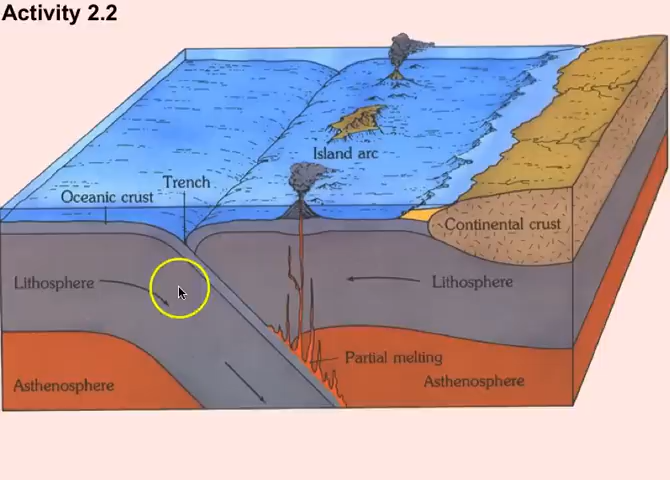 Activity 2.2
Island arc
Trench
Oceanic crust
Continental crust
Lithosphere
Lithosphere
Partial melting
Asthenosphere
Asthenosphere